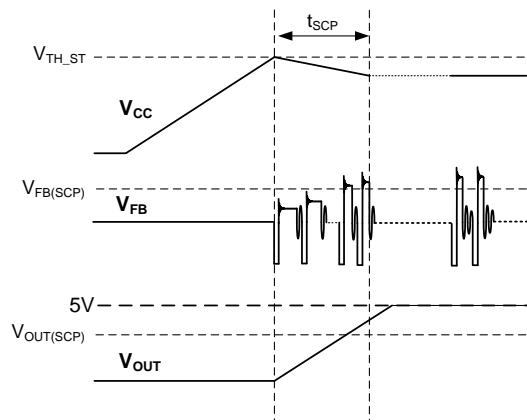 tSCP
VTH_ST
VCC
VFB(SCP)
VFB
5V
VOUT(SCP)
VOUT